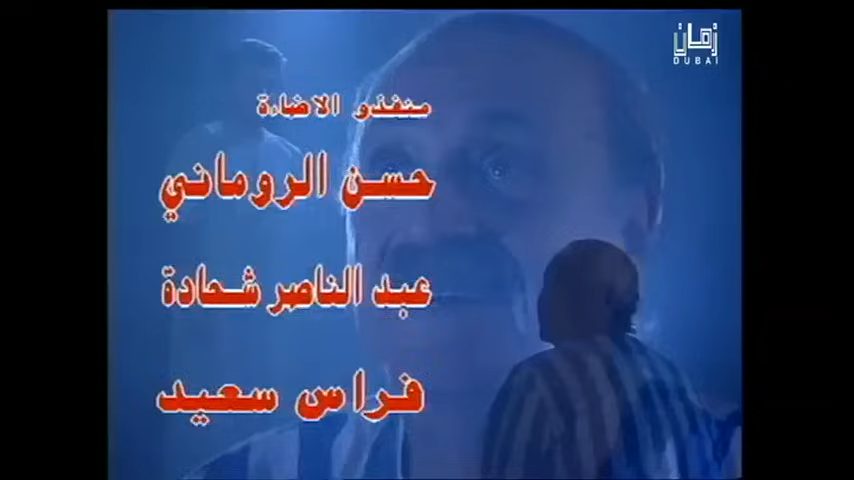 زمان
DUBAI
منفذو الاضاءة
حسن الروماني
عبد الناصر شحادة
فراس سعيد